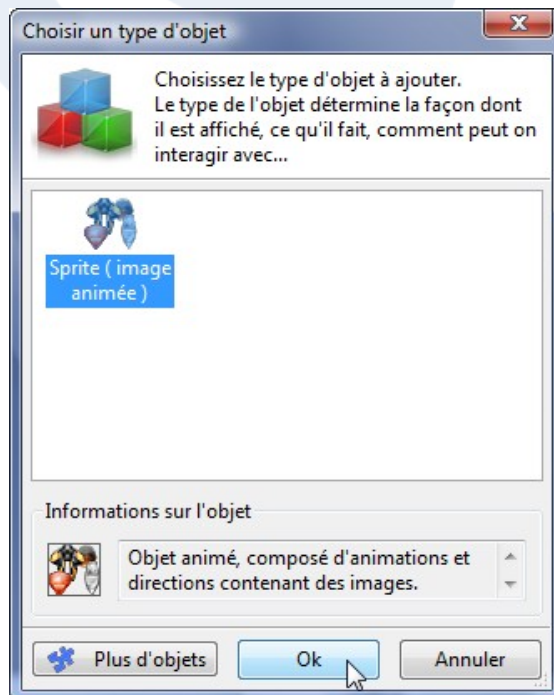 Choisir un type d'objet
Choisissez le type d'objet à ajouter.
Le type de l'objet détermine la façon dont
il est affiché, ce qu'il fait, comment peut on
interagir avec...
Sprite ( image
animée )
Informations sur l'objet
Objet animé, composé d'animations et
directions contenant des images.
Plus d'objets
Ok
Annuler